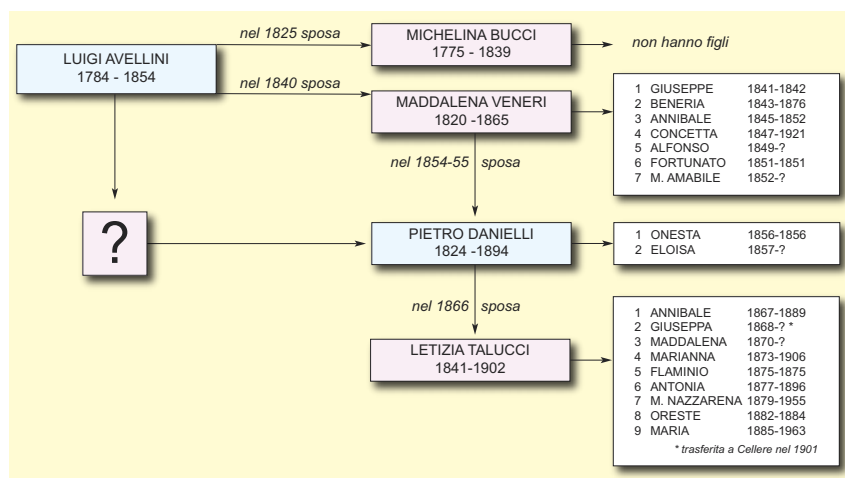 nel 1825 sposa
MICHELINA BUCCI
1775 - 1839
non hanno figli
LUIGI AVELLINI
1784 - 1854
nel 1840 sposa
MADDALENA VENERI
1820 -1865
1 GIUSEPPE 1841-1842
2 BENERIA 1843-1876
3 ANNIBALE 1845-1852
4 CONCETTA 1847-1921
5 ALFONSO 1849-?
6 FORTUNATO 1851-1851
7 M. AMABILE 1852-?
nel 1854-55 sposa
?
PIETRO DANIELLI
1824 -1894
1 ONESTA 1856-1856
2 ELOISA 1857-?
nel 1866 sposa
LETIZIA TALUCCI
1841-1902
1 ANNIBALE 1867-1889
2 GIUSEPPA 1868-? *
3 MADDALENA 1870-?
4 MARIANNA 1873-1906
5 FLAMINIO 1875-1875
6 ANTONIA 1877-1896
7 M. NAZZARENA 1879-1955
8 ORESTE 1882-1884
9 MARIA 1885-1963
* trasferita a Cellere nel 1901